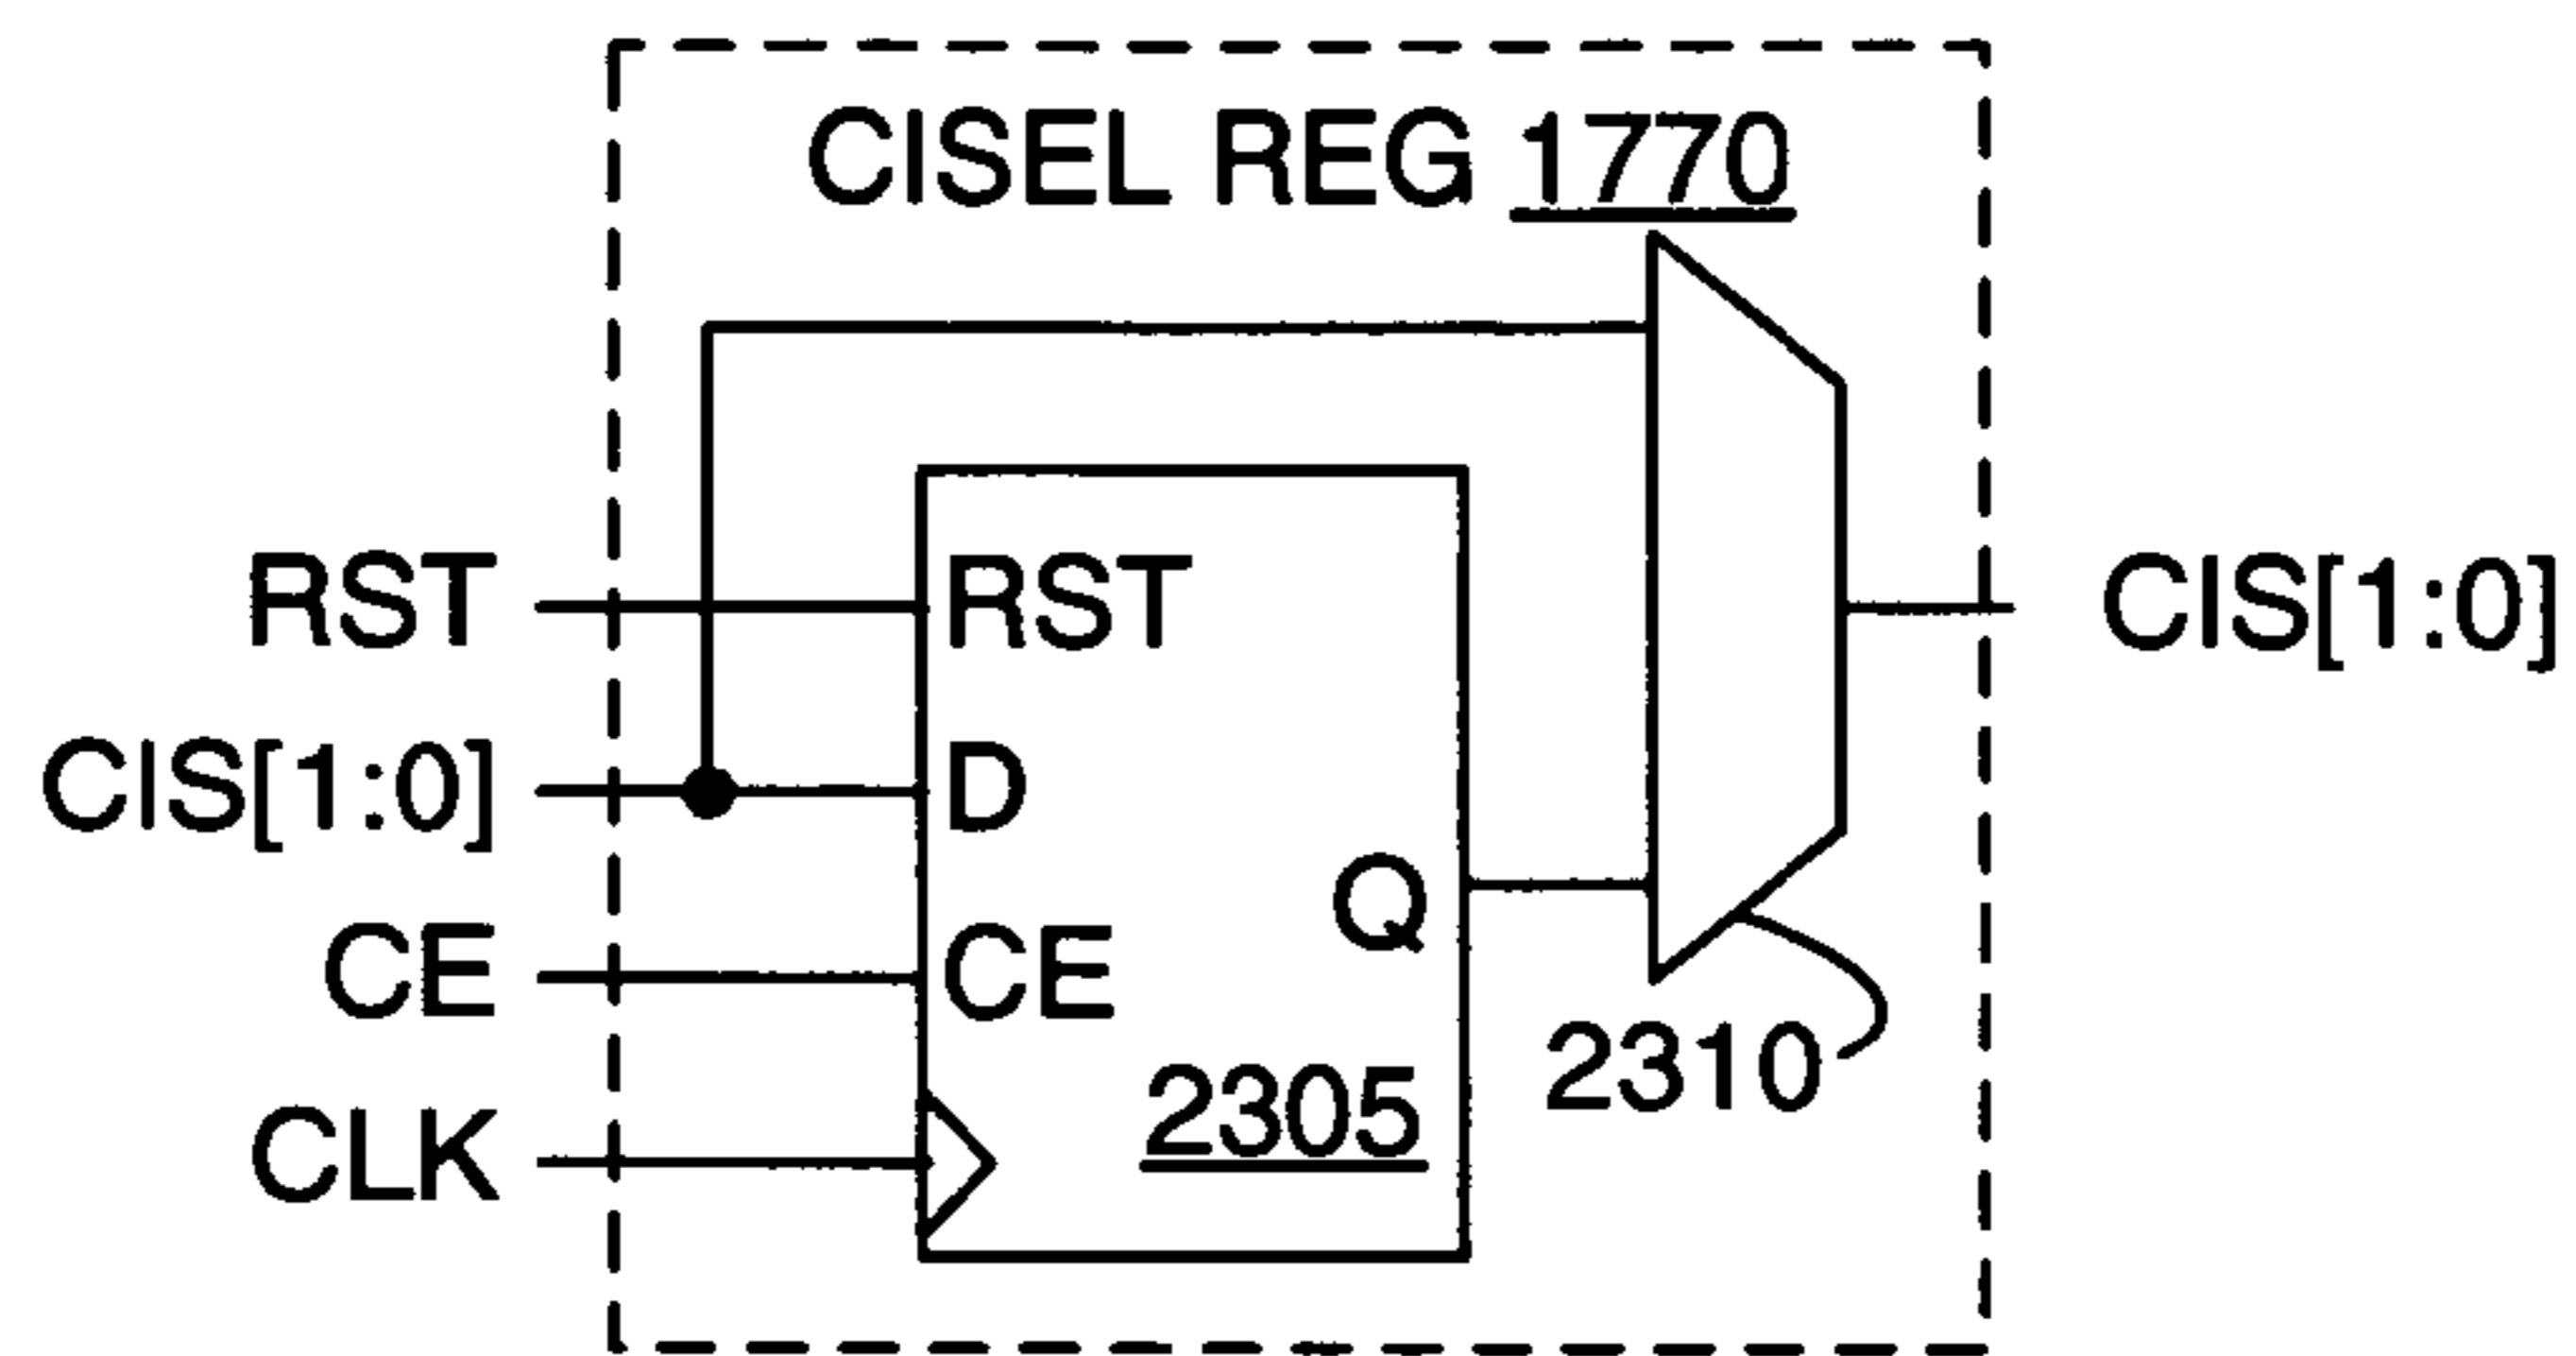 CISEL REG 1770
RST
RST
CIS[1:0]
CIS[1:0]
D
Q
CE
CE
2310
2305
CLK